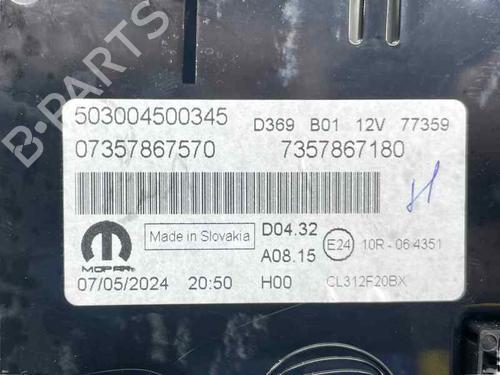 B-PARTS
503004500345 D369 B01 12V 77359
07357867570 7357867180
MOPAR
Made in Slovakia
D04.32
A08.15
E24 10R - 06 4351
07/05/2024 20:50 H00 CL312F20BX